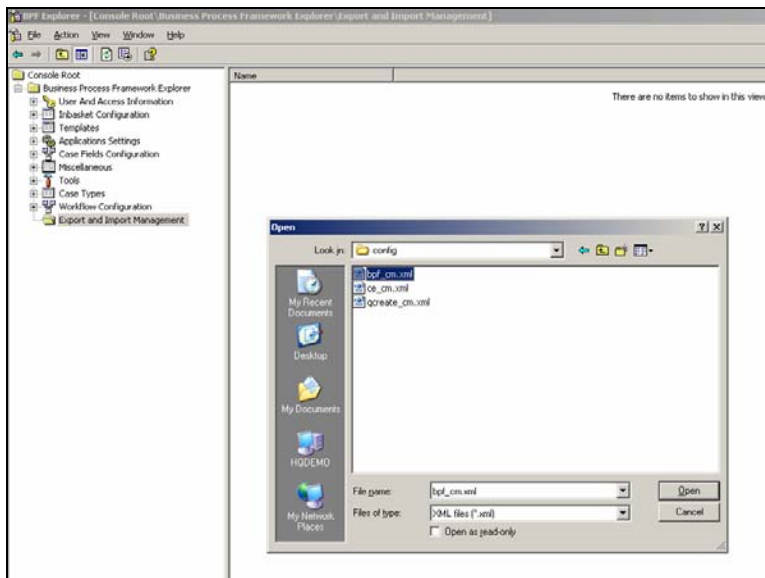 BPF Explorer - [Console Root\Business Process Framework Explorer\Export and Import Management]
File Action View Window Help
Console Root
Business Process Framework Explorer
User And Access Information
Inbasket Configuration
Templates
Applications Settings
Case Fields Configuration
Miscellaneous
Tools
Case Types
Workflow Configuration
Export and Import Management
Name
There are no items to show in this view
Open
Look in:
config
bpf_cm.xml
ce_cm.xml
qcreate_cm.xml
My Recent
Documents
Desktop
My Documents
HQDEMO
My Network
Places
File name:
bpf_cm.xml
Open
Files of type:
XML files (*.xml)
Cancel
Open as read-only